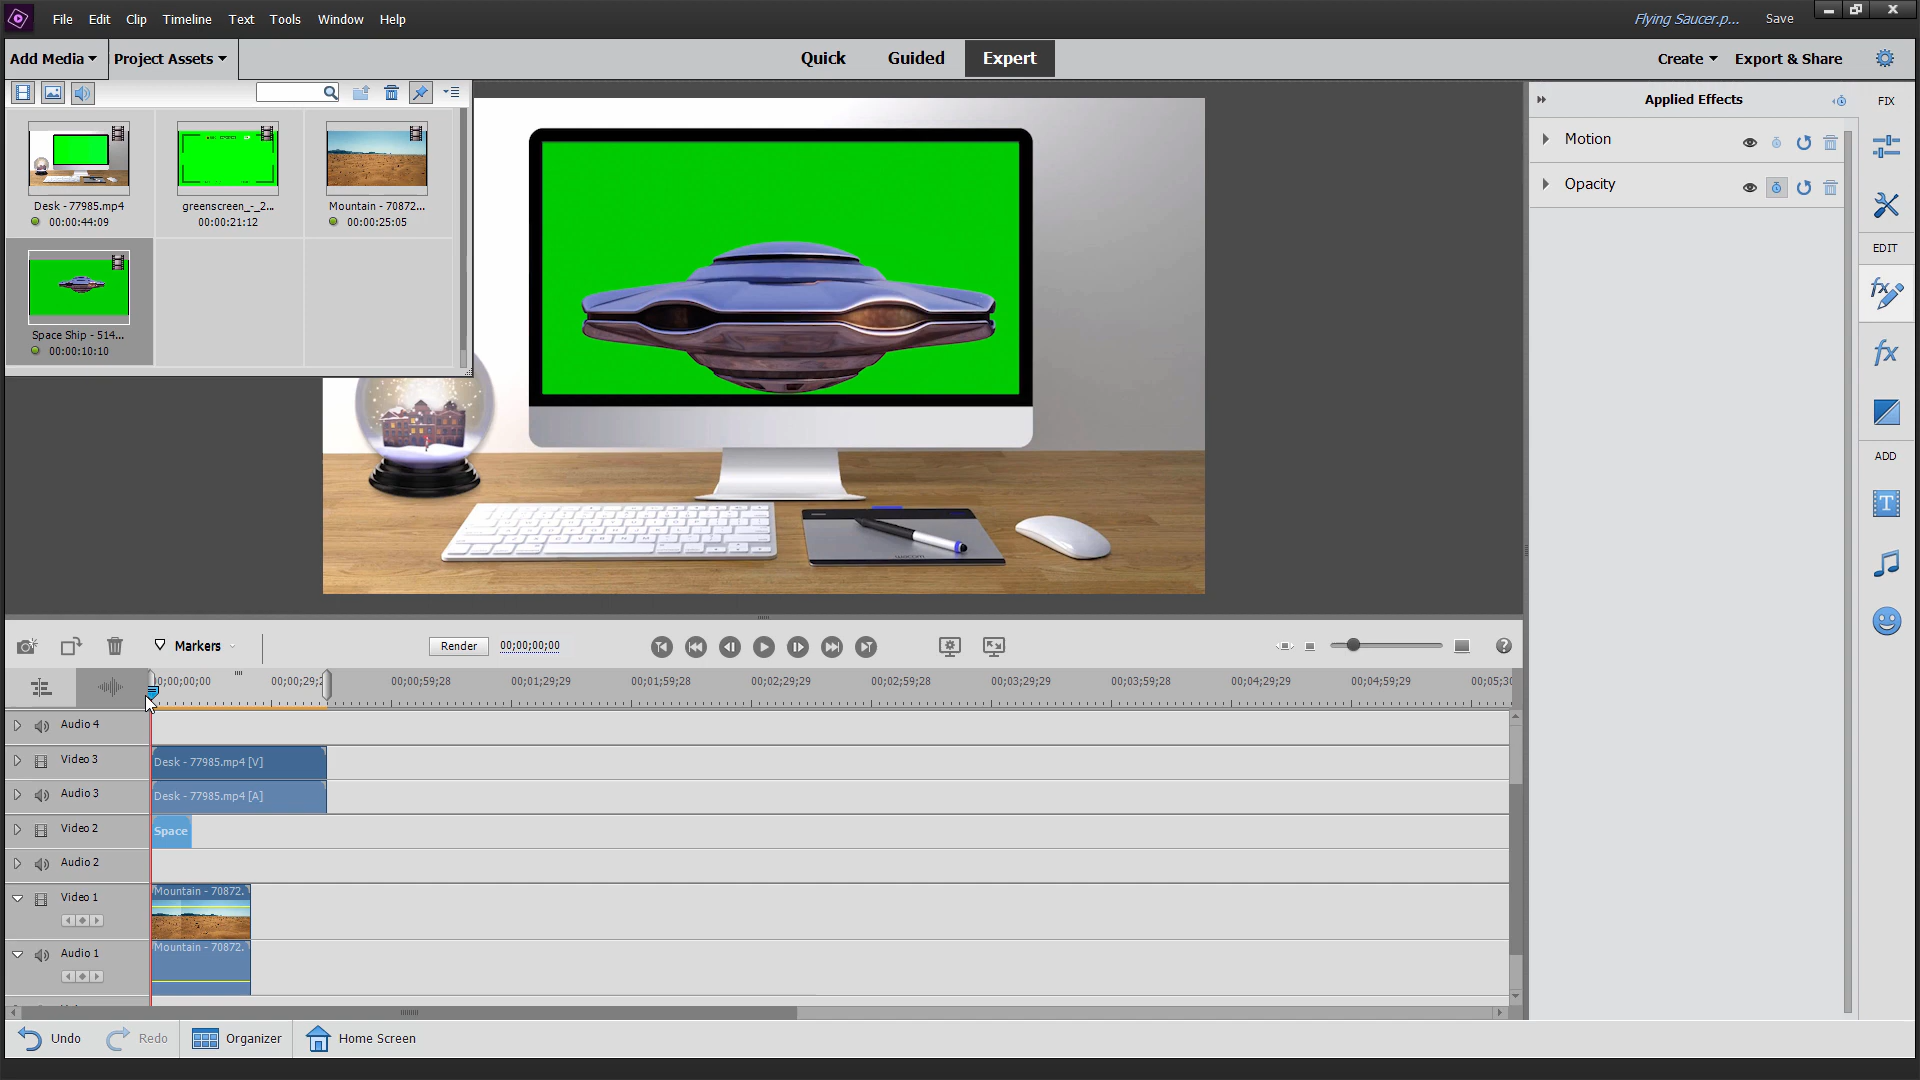 File Edit Clip Timeline Text Tools Window Help
Flying Saucer.p... Save
Add Media Project Assets
Quick Guided Expert
Create Export & Share
Applied Effects
FIX
Motion
Opacity
EDIT
ADD
Desk - 77985.mp4
00:00:44:09
greenscreen_-_2...
00:00:21:12
Mountain - 70872...
00:00:25:05
Space Ship - 514...
00:00:10:10
Markers
Render
00;00;00;00
;00;00;00 00;00;29;2 00;00;59;28 00;01;29;29 00;01;59;28 00;02;29;29 00;02;59;28 00;03;29;29 00;03;59;28 00;04;29;29 00;04;59;29 00;05;30
Audio 4
Video 3 Desk - 77985.mp4 [V]
Audio 3 Desk - 77985.mp4 [A]
Video 2 Space
Audio 2
Video 1 Mountain - 70872.
Audio 1 Mountain - 70872.
Undo Redo Organizer Home Screen